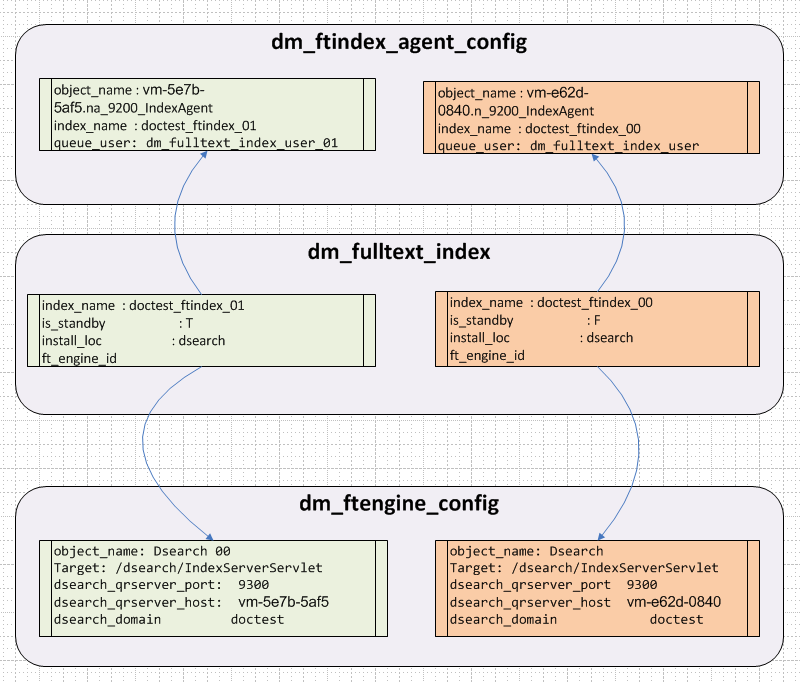 dm_ftindex_agent_config
object_name : vm-5e7b-
5af5.na_9200_IndexAgent
index_name : doctest_ftindex_01
queue_user: dm_fulltext_index_user_01
object_name : vm-e62d-
0840.n_9200_IndexAgent
index_name : doctest_ftindex_00
queue_user: dm_fulltext_index_user
dm_fulltext_index
index_name : doctest_ftindex_01
is_standby : T
install_loc : dsearch
ft_engine_id
index_name : doctest_ftindex_00
is_standby : F
install_loc : dsearch
ft_engine_id
dm_ftengine_config
object_name: Dsearch 00
Target: /dsearch/IndexServerServlet
dsearch_qrserver_port: 9300
dsearch_qrserver_host: vm-5e7b-5af5
dsearch_domain doctest
object_name: Dsearch
Target: /dsearch/IndexServerServlet
dsearch_qrserver_port 9300
dsearch_qrserver_host vm-e62d-0840
dsearch_domain doctest